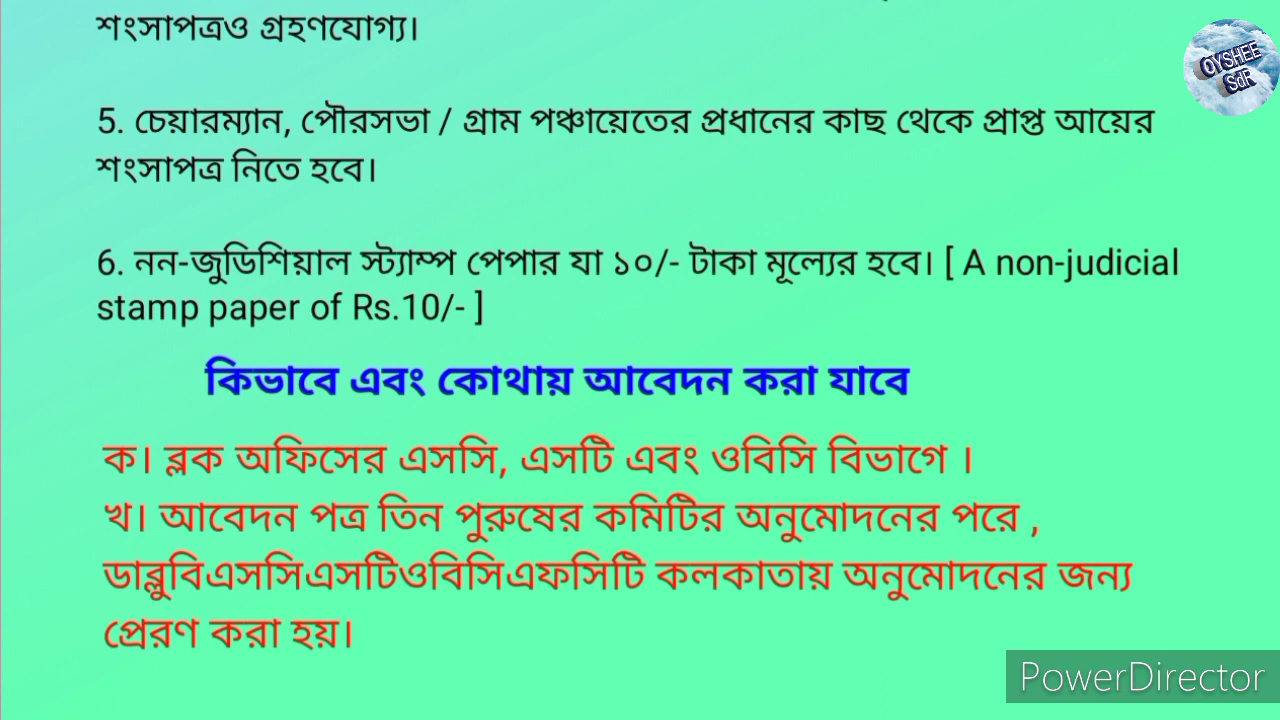 শংসাপত্রও গ্রহণযোগ্য।
OYSHEE
SdR
5. চেয়ারম্যান, পৌরসভা / গ্রাম পঞ্চায়েতের প্রধানের কাছ থেকে প্রাপ্ত আয়ের
শংসাপত্র নিতে হবে।
6. নন-জুডিশিয়াল স্ট্যাম্প পেপার যা ১০/- টাকা মূল্যের হবে। [ A non-judicial
stamp paper of Rs.10/- ]
কিভাবে এবং কোথায় আবেদন করা যাবে
ক। ব্লক অফিসের এসসি, এসটি এবং ওবিসি বিভাগে ।
খ। আবেদন পত্র তিন পুরুষের কমিটির অনুমোদনের পরে ,
ডাব্লুবিএসসিএসটিওবিসিএফসিটি কলকাতায় অনুমোদনের জন্য
প্রেরণ করা হয়।
PowerDirector